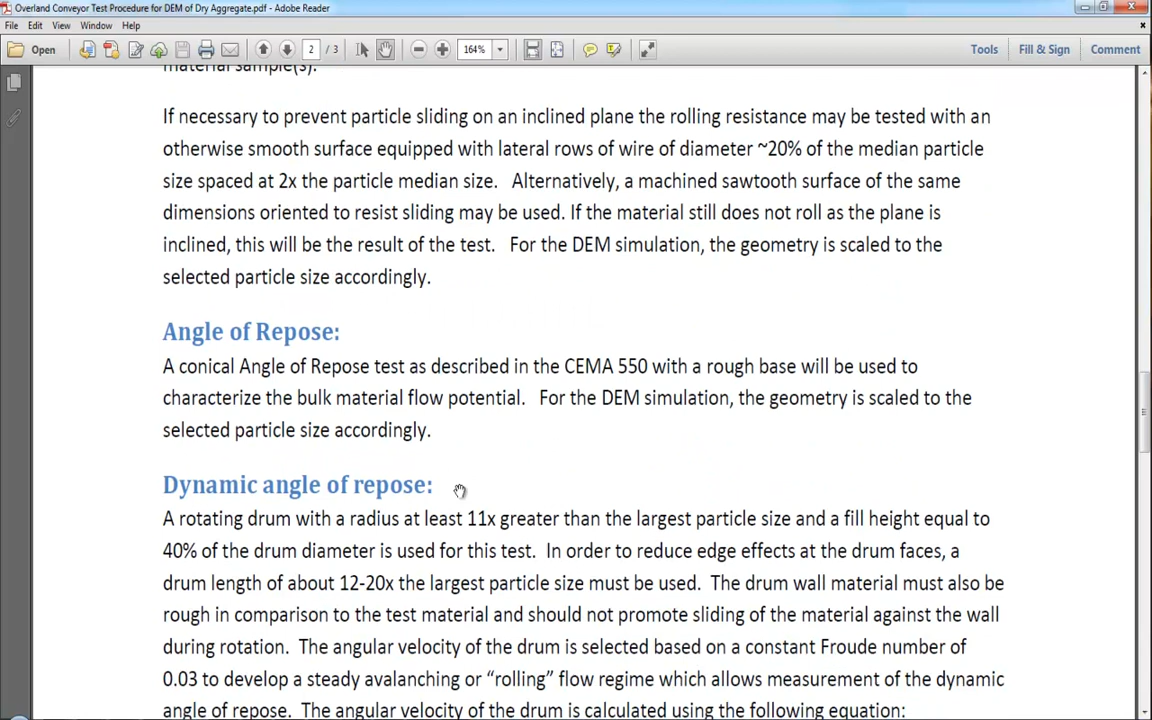 Overland Conveyor Test Procedure for DEM of Dry Aggregate.pdf - Adobe Reader
File Edit View Window Help
Open 2 / 3 164% Tools Fill & Sign Comment
material sample(s).
If necessary to prevent particle sliding on an inclined plane the rolling resistance may be tested with an
otherwise smooth surface equipped with lateral rows of wire of diameter ~20% of the median particle
size spaced at 2x the particle median size. Alternatively, a machined sawtooth surface of the same
dimensions oriented to resist sliding may be used. If the material still does not roll as the plane is
inclined, this will be the result of the test. For the DEM simulation, the geometry is scaled to the
selected particle size accordingly.
Angle of Repose:
A conical Angle of Repose test as described in the CEMA 550 with a rough base will be used to
characterize the bulk material flow potential. For the DEM simulation, the geometry is scaled to the
selected particle size accordingly.
Dynamic angle of repose:
A rotating drum with a radius at least 11x greater than the largest particle size and a fill height equal to
40% of the drum diameter is used for this test. In order to reduce edge effects at the drum faces, a
drum length of about 12-20x the largest particle size must be used. The drum wall material must also be
rough in comparison to the test material and should not promote sliding of the material against the wall
during rotation. The angular velocity of the drum is selected based on a constant Froude number of
0.03 to develop a steady avalanching or “rolling” flow regime which allows measurement of the dynamic
angle of repose. The angular velocity of the drum is calculated using the following equation: